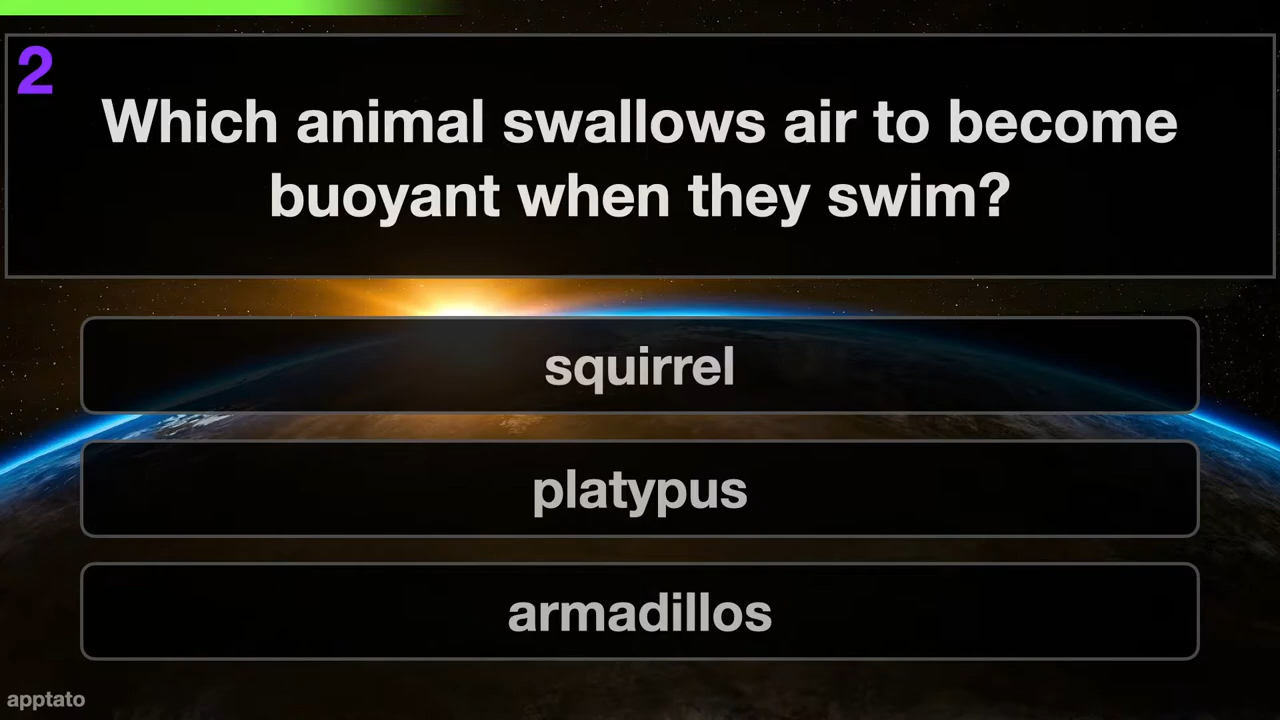 2
Which animal swallows air to become
buoyant when they swim?
squirrel
platypus
armadillos
apptato